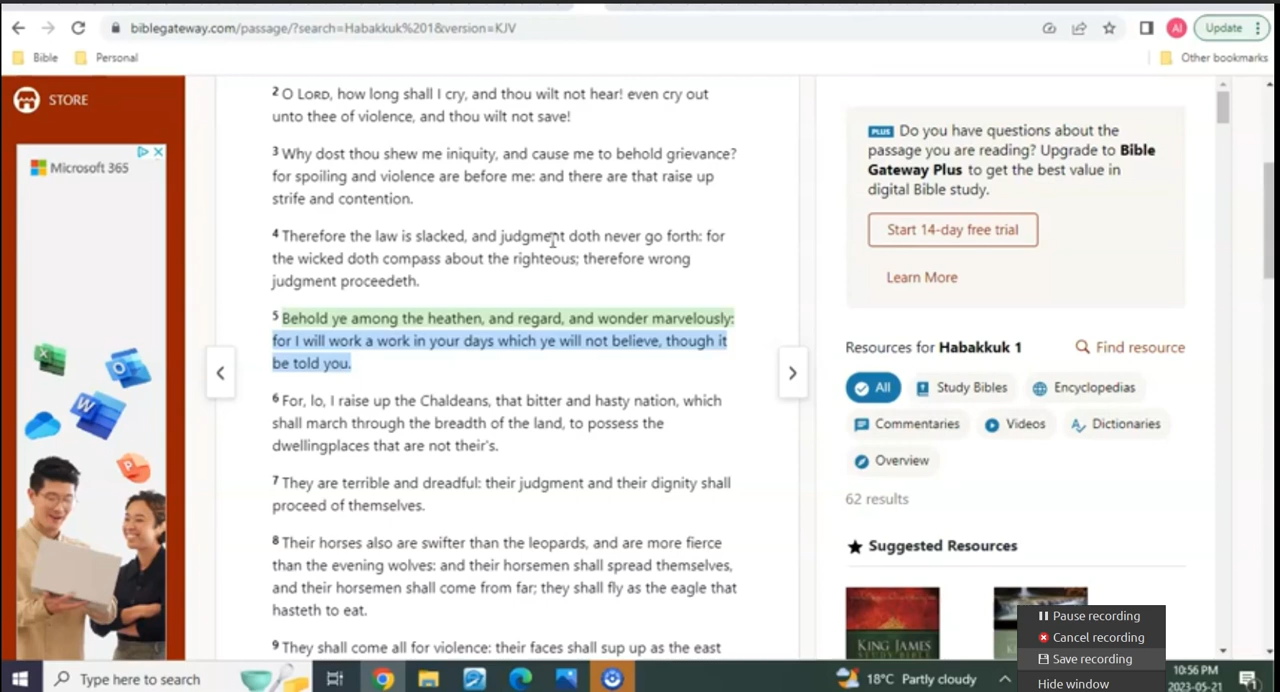 biblegateway.com/passage/?search=Habakkuk%201&version=KJV
AI
Update
Bible
Personal
Other bookmarks
STORE
Microsoft 365
2 O LORD, how long shall I cry, and thou wilt not hear! even cry out
unto thee of violence, and thou wilt not save!
3 Why dost thou shew me iniquity, and cause me to behold grievance?
for spoiling and violence are before me: and there are that raise up
strife and contention.
4 Therefore the law is slacked, and judgment doth never go forth: for
the wicked doth compass about the righteous; therefore wrong
judgment proceedeth.
5 Behold ye among the heathen, and regard, and wonder marvelously:
for I will work a work in your days which ye will not believe, though it
be told you.
6 For, lo, I raise up the Chaldeans, that bitter and hasty nation, which
shall march through the breadth of the land, to possess the
dwellingplaces that are not their's.
7 They are terrible and dreadful: their judgment and their dignity shall
proceed of themselves.
8 Their horses also are swifter than the leopards, and are more fierce
than the evening wolves: and their horsemen shall spread themselves,
and their horsemen shall come from far; they shall fly as the eagle that
hasteth to eat.
9 They shall come all for violence: their faces shall sup up as the east
PLUS Do you have questions about the
passage you are reading? Upgrade to Bible
Gateway Plus to get the best value in
digital Bible study.
Start 14-day free trial
Learn More
Resources for Habakkuk 1
Find resource
All
Study Bibles
Encyclopedias
Commentaries
Videos
Dictionaries
Overview
62 results
Suggested Resources
KING JAMES
STUDY BIBLE
Pause recording
Cancel recording
Save recording
Hide window
Type here to search
18°C Partly cloudy
10:56 PM
2023-05-21
1